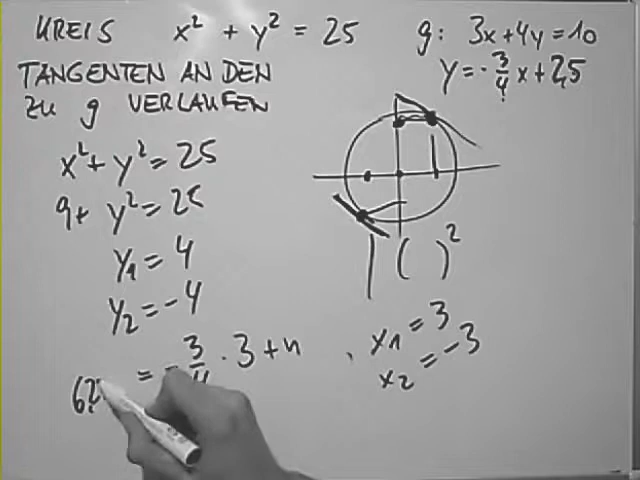 KREIS x² + y² = 25 g: 3x+4y=10
y=-3/4x+2,5
TANGENTEN AN DEN
ZU g VERLAUFEN
x²+ y² = 25
9+ y² = 25
y1 = 4
y2 = -4
( )²
x1 = 3
x2 = -3
= - 3/4 · 3 + n